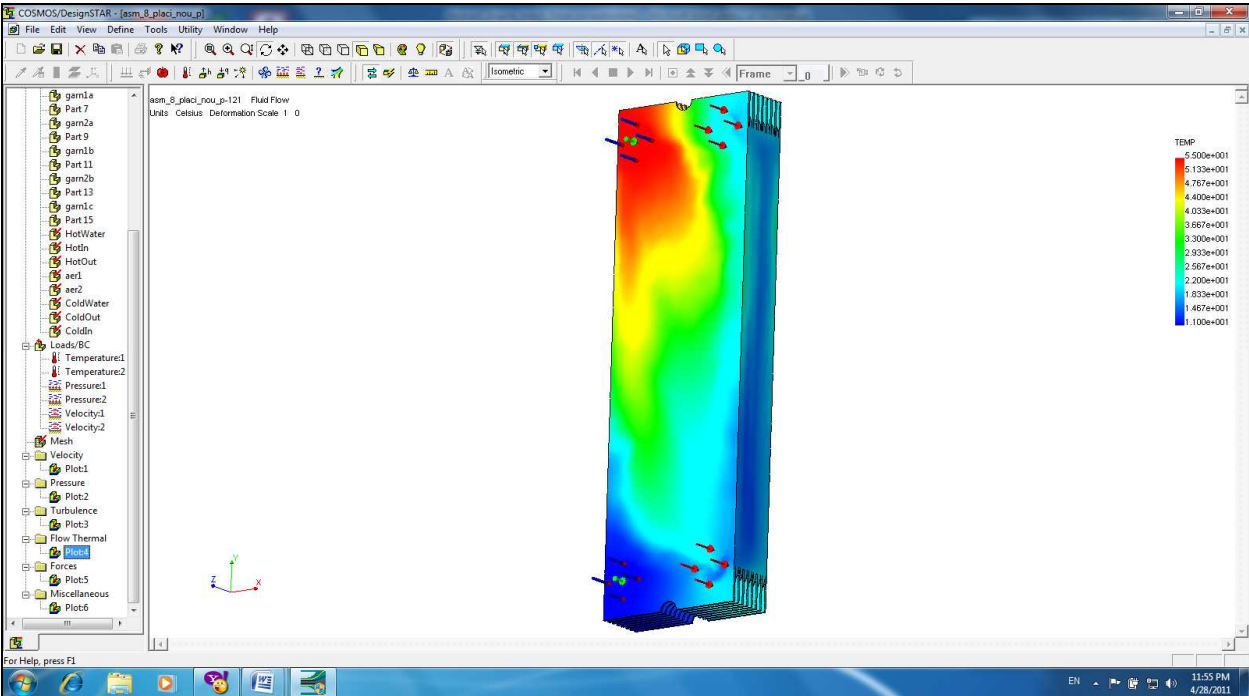 COSMOS/DesignSTAR - [asm_8_placi_nou_p]
File Edit View Define Tools Utility Window Help
Isometric
Frame 0
garn1a
Part 7
garn2a
Part 9
garn1b
Part 11
garn2b
Part 13
garn1c
Part 15
HotWater
HotIn
HotOut
aer1
aer2
ColdWater
ColdOut
ColdIn
Loads/BC
Temperature:1
Temperature:2
Pressure:1
Pressure:2
Velocity:1
Velocity:2
Mesh
Velocity
Plot:1
Pressure
Plot:2
Turbulence
Plot:3
Flow Thermal
Plot:4
Forces
Plot:5
Miscellaneous
Plot:6
asm_8_placi_nou_p-121 Fluid Flow
Units Celsius Deformation Scale 1 0
Y
Z
X
TEMP
5.500e+001
5.133e+001
4.767e+001
4.400e+001
4.033e+001
3.667e+001
3.300e+001
2.933e+001
2.567e+001
2.200e+001
1.833e+001
1.467e+001
1.100e+001
For Help, press F1
EN
11:55 PM
4/28/2011